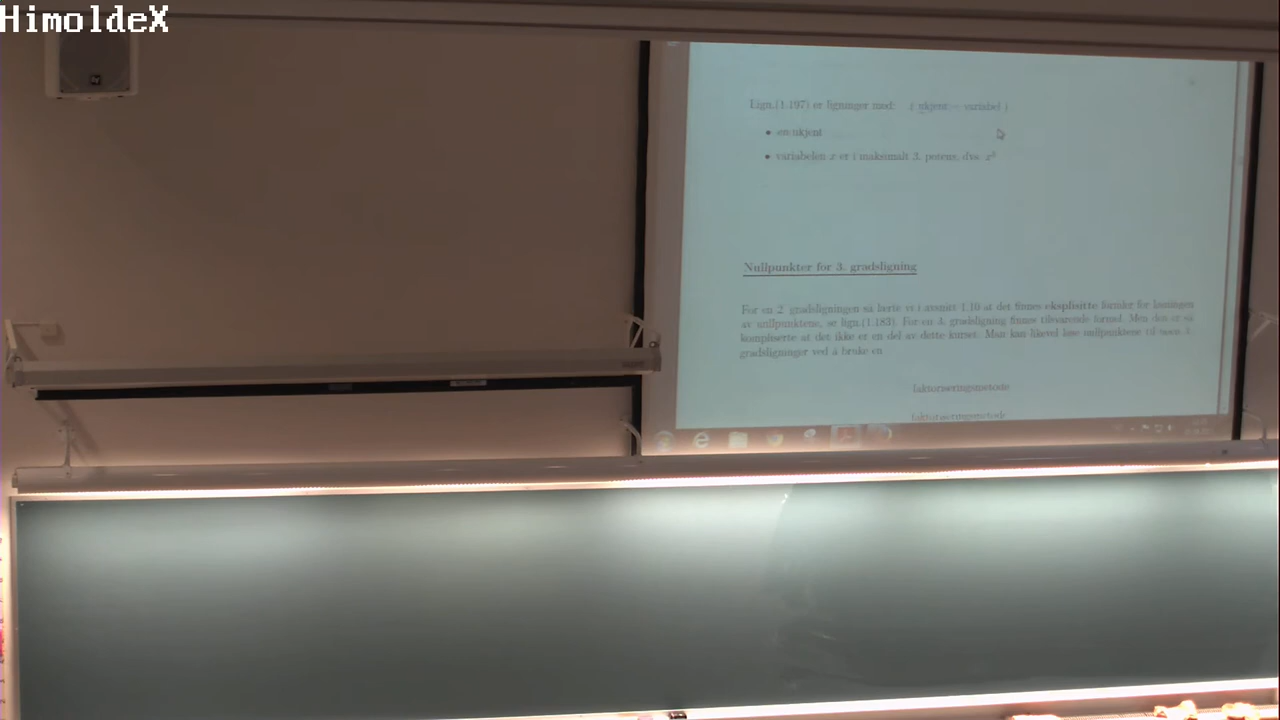 HimoldeX
Lign.(1.197) er ligninger med: ( ukjent = variabel )
• en ukjent
• variabelen x er i maksimalt 3. potens, dvs. x³
Nullpunkter for 3. gradsligning
For en 2. gradsligningen så lærte vi i avsnitt 1.10 at det finnes eksplisitte formler for løsningen
av nullpunktene, se lign.(1.183). For en 3. gradsligning finnes tilsvarende formel. Men den er så
kompliserte at det ikke er en del av dette kurset. Man kan likevel løse nullpunktene til noen 3.
gradsligninger ved å bruke en
faktoriseringsmetode
faktoriseringsmetode